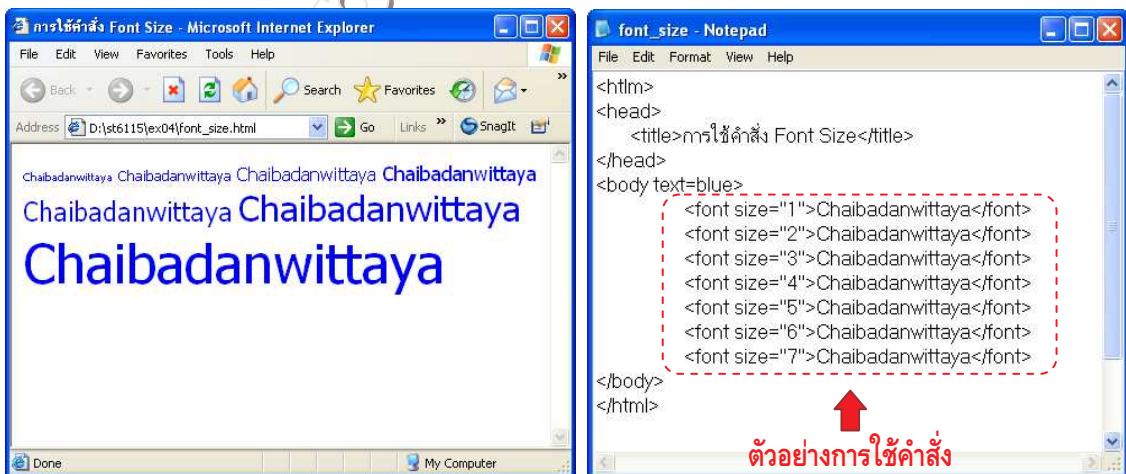 การใช้คำสั่ง Font Size - Microsoft Internet Explorer
File Edit View Favorites Tools Help
Back Search Favorites »
Address D:\st6115\ex04\font_size.html Go Links » SnagIt
Chaibadanwittaya Chaibadanwittaya Chaibadanwittaya Chaibadanwittaya
Chaibadanwittaya Chaibadanwittaya
Chaibadanwittaya
Done My Computer
font_size - Notepad
File Edit Format View Help
<htlm>
<head>
<title>การใช้คำสั่ง Font Size</title>
</head>
<body text=blue>
<font size="1">Chaibadanwittaya</font>
<font size="2">Chaibadanwittaya</font>
<font size="3">Chaibadanwittaya</font>
<font size="4">Chaibadanwittaya</font>
<font size="5">Chaibadanwittaya</font>
<font size="6">Chaibadanwittaya</font>
<font size="7">Chaibadanwittaya</font>
</body>
</html>
ตัวอย่างการใช้คำสั่ง